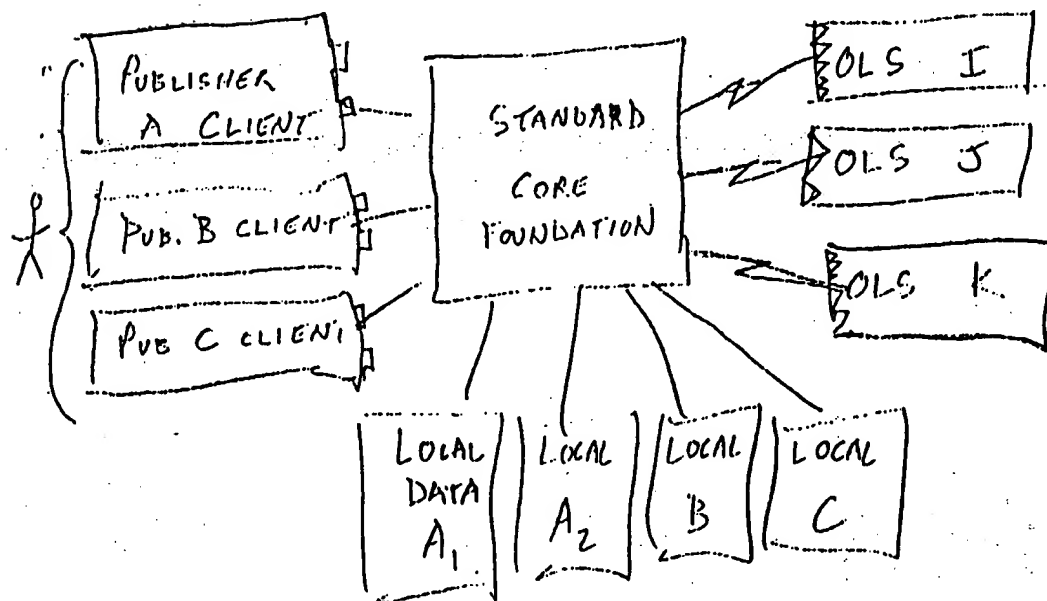 PUBLISHER
A CLIENT
PUB. B CLIENT
PUB C CLIENT
STANDARD
CORE
FOUNDATION
OLS I
OLS J
OLS K
LOCAL
DATA
A₁
LOCAL
A₂
LOCAL
B
LOCAL
C